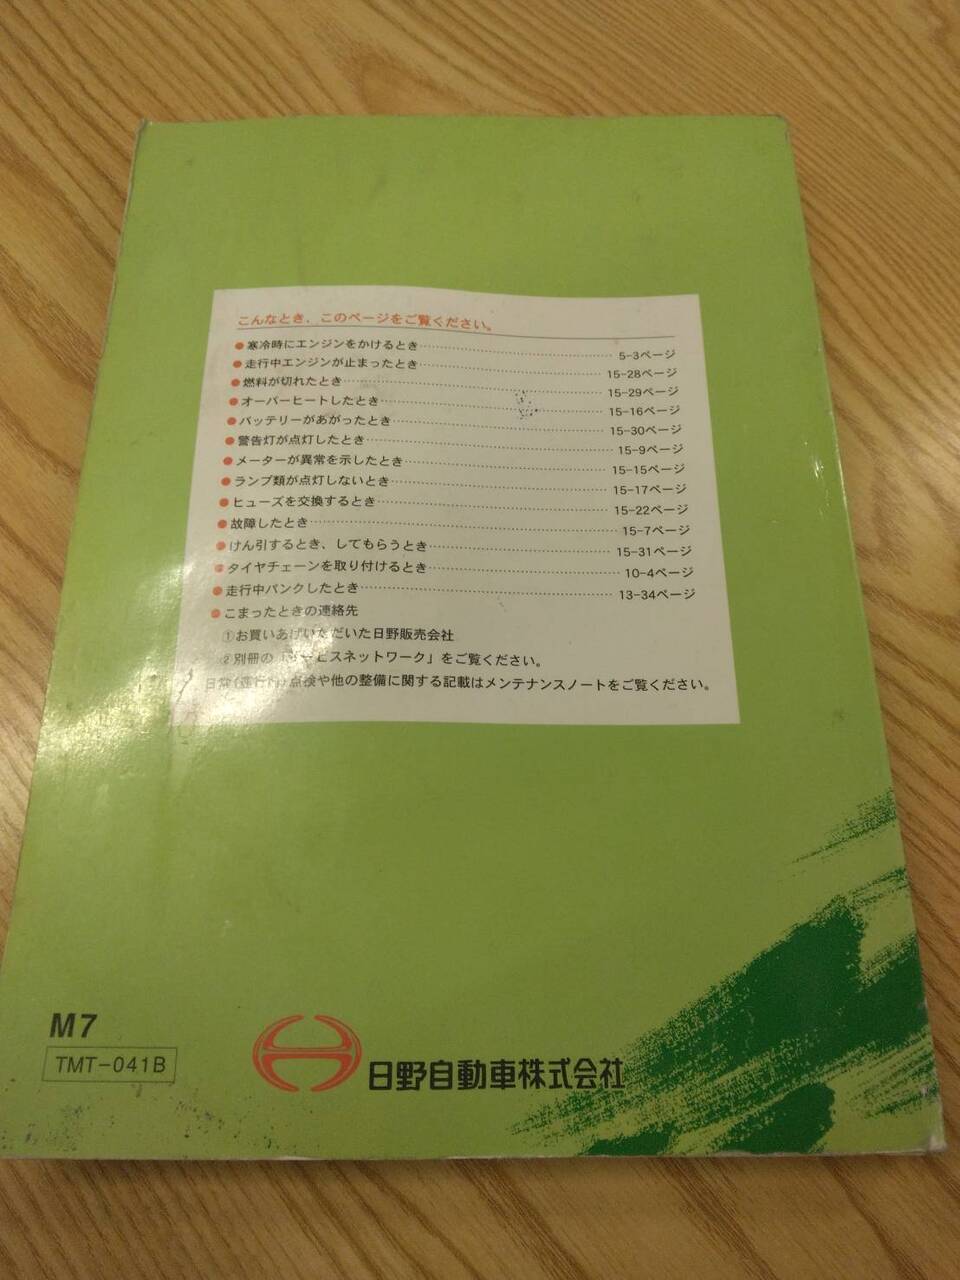 こんなとき、このページをご覧ください。
●寒冷時にエンジンをかけるとき 5-3ページ
●走行中エンジンが止まったとき 15-28ページ
●燃料が切れたとき 15-29ページ
●オーバーヒートしたとき 15-16ページ
●バッテリーがあがったとき 15-30ページ
●警告灯が点灯したとき 15-9ページ
●メーターが異常を示したとき 15-15ページ
●ランプ類が点灯しないとき 15-17ページ
●ヒューズを交換するとき 15-22ページ
●故障したとき 15-7ページ
●けん引するとき、してもらうとき 15-31ページ
●タイヤチェーンを取り付けるとき 10-4ページ
●走行中パンクしたとき 13-34ページ
●こまったときの連絡先
①お買いあげいただいた日野販売会社
②別冊の「サービスネットワーク」をご覧ください。
日常(運行前)点検や他の整備に関する記載はメンテナンスノートをご覧ください。
M7
TMT-041B
日野自動車株式会社